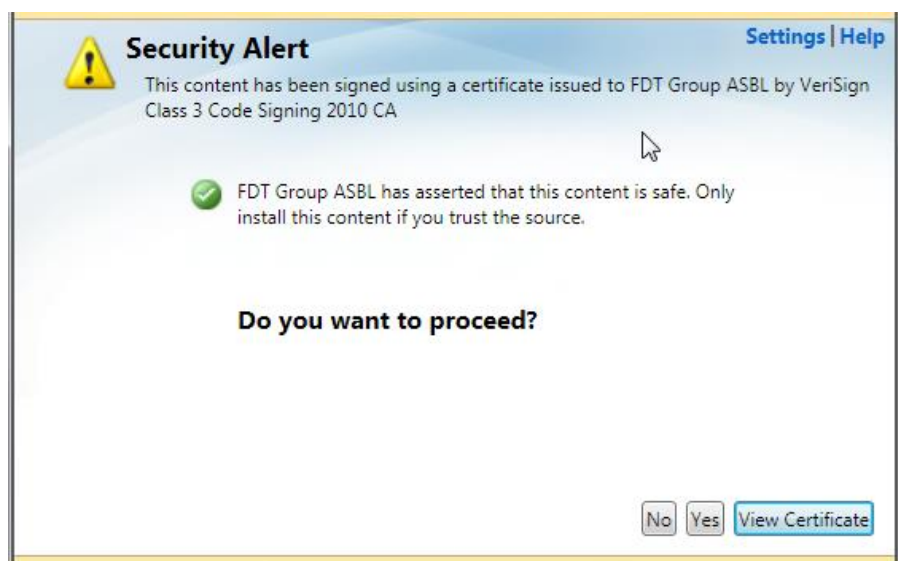 Settings | Help
Security Alert
This content has been signed using a certificate issued to FDT Group ASBL by VeriSign
Class 3 Code Signing 2010 CA
FDT Group ASBL has asserted that this content is safe. Only
install this content if you trust the source.
Do you want to proceed?
No Yes View Certificate